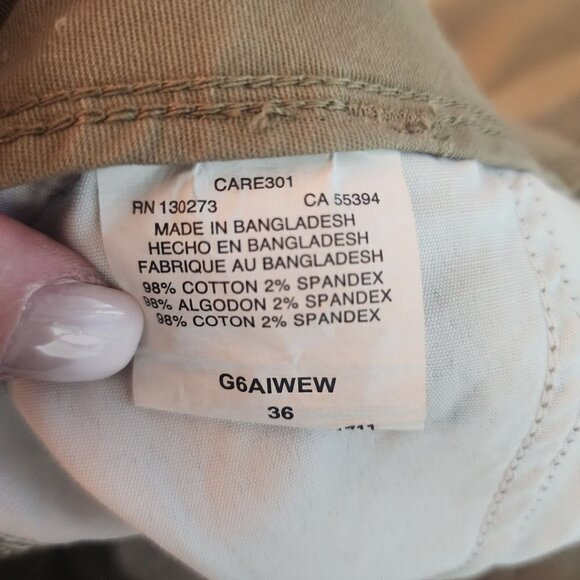 CARE301
RN 130273 CA 55394
MADE IN BANGLADESH
HECHO EN BANGLADESH
FABRIQUE AU BANGLADESH
98% COTTON 2% SPANDEX
98% ALGODON 2% SPANDEX
98% COTON 2% SPANDEX
G6AIWEW
36